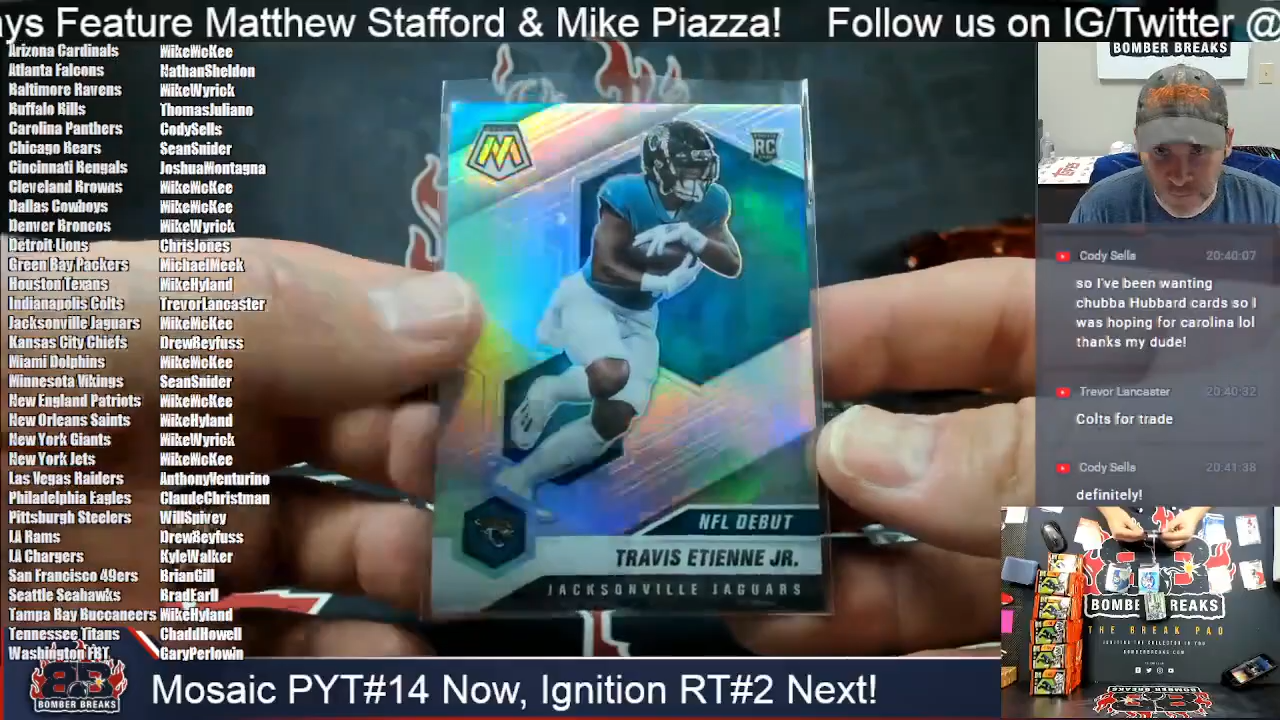 ys Feature Matthew Stafford & Mike Piazza!    Follow us on IG/Twitter @
Arizona Cardinals MikeMcKee
Atlanta Falcons NathanSheldon
Baltimore Ravens MikeWyrick
Buffalo Bills ThomasJuliano
Carolina Panthers CodySells
Chicago Bears SeanSnider
Cincinnati Bengals JoshuaMontagna
Cleveland Browns MikeMcKee
Dallas Cowboys MikeMcKee
Denver Broncos MikeWyrick
Detroit Lions ChrisJones
Green Bay Packers MichaelMeek
Houston Texans MikeHyland
Indianapolis Colts TrevorLancaster
Jacksonville Jaguars MikeMcKee
Kansas City Chiefs DrewBeyfuss
Miami Dolphins MikeMcKee
Minnesota Vikings SeanSnider
New England Patriots MikeMcKee
New Orleans Saints MikeHyland
New York Giants MikeWyrick
New York Jets MikeMcKee
Las Vegas Raiders AnthonyVenturino
Philadelphia Eagles ClaudeChristman
Pittsburgh Steelers WillSpivey
LA Rams DrewBeyfuss
LA Chargers KyleWalker
San Francisco 49ers BrianGill
Seattle Seahawks BradEarll
Tampa Bay Buccaneers MikeHyland
Tennessee Titans ChaddHowell
Washington FBT GaryPerlowin
RC
NFL DEBUT
TRAVIS ETIENNE JR.
JACKSONVILLE JAGUARS
BOMBER BREAKS
Cody Sells 20:40:07
so I've been wanting
chubba Hubbard cards so I
was hoping for carolina lol
thanks my dude!
Trevor Lancaster 20:40:32
Colts for trade
Cody Sells 20:41:38
definitely!
BOMBER BREAKS
THE BREAK PAD
BOMBER BREAKS
Mosaic PYT#14 Now, Ignition RT#2 Next!